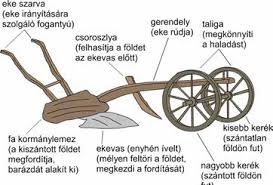 eke szarva
(eke irányítására
szolgáló fogantyú)
csoroszlya
(felhasítja a földet
az ekevas előtt)
gerendely
(eke rúdja)
taliga
(megkönnyíti
a haladást)
fa kormánylemez
(a kiszántott földet
megfordítja,
barázdát alakít ki)
ekevas (enyhén ívelt)
(mélyen feltöri a földet,
megkezdi a fordítását)
kisebb kerék
(szántatlan
földön fut)
nagyobb kerék
(szántott
földön fut)